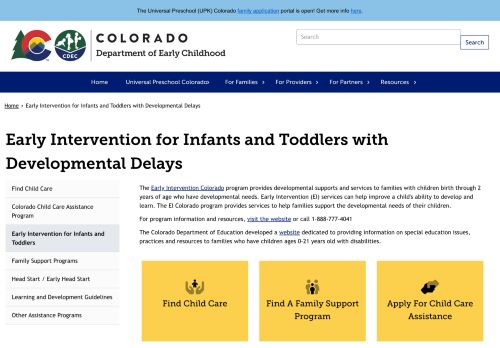 The Universal Preschool (UPK) Colorado family application portal is open! Get more info here.
CDEC
COLORADO
Department of Early Childhood
Search
Search
Home
Universal Preschool Colorado
For Families
For Providers
For Partners
Resources
Home › Early Intervention for Infants and Toddlers with Developmental Delays
Early Intervention for Infants and Toddlers with
Developmental Delays
Find Child Care
Colorado Child Care Assistance
Program
Early Intervention for Infants and
Toddlers
Family Support Programs
Head Start / Early Head Start
Learning and Development Guidelines
Other Assistance Programs
The Early Intervention Colorado program provides developmental supports and services to families with children birth through 2
years of age who have developmental needs. Early Intervention (EI) services can help improve a child's ability to develop and
learn. The EI Colorado program provides services to help families support the developmental needs of their children.
For program information and resources, visit the website or call 1-888-777-4041
The Colorado Department of Education developed a website dedicated to providing information on special education issues,
practices and resources to families who have children ages 0-21 years old with disabilities.
Find Child Care
Find A Family Support
Program
Apply For Child Care
Assistance